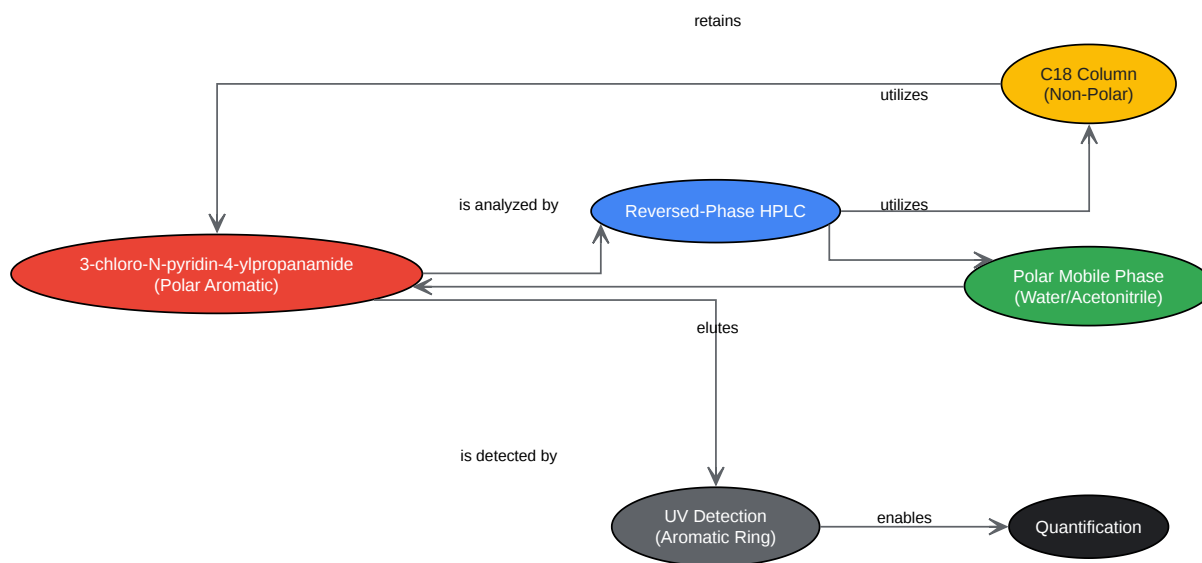 retains
C18 Column
(Non-Polar)
utilizes
is analyzed by
Reversed-Phase HPLC
utilizes
3-chloro-N-pyridin-4-ylpropanamide
(Polar Aromatic)
Polar Mobile Phase
(Water/Acetonitrile)
elutes
is detected by
UV Detection
(Aromatic Ring)
enables
Quantification